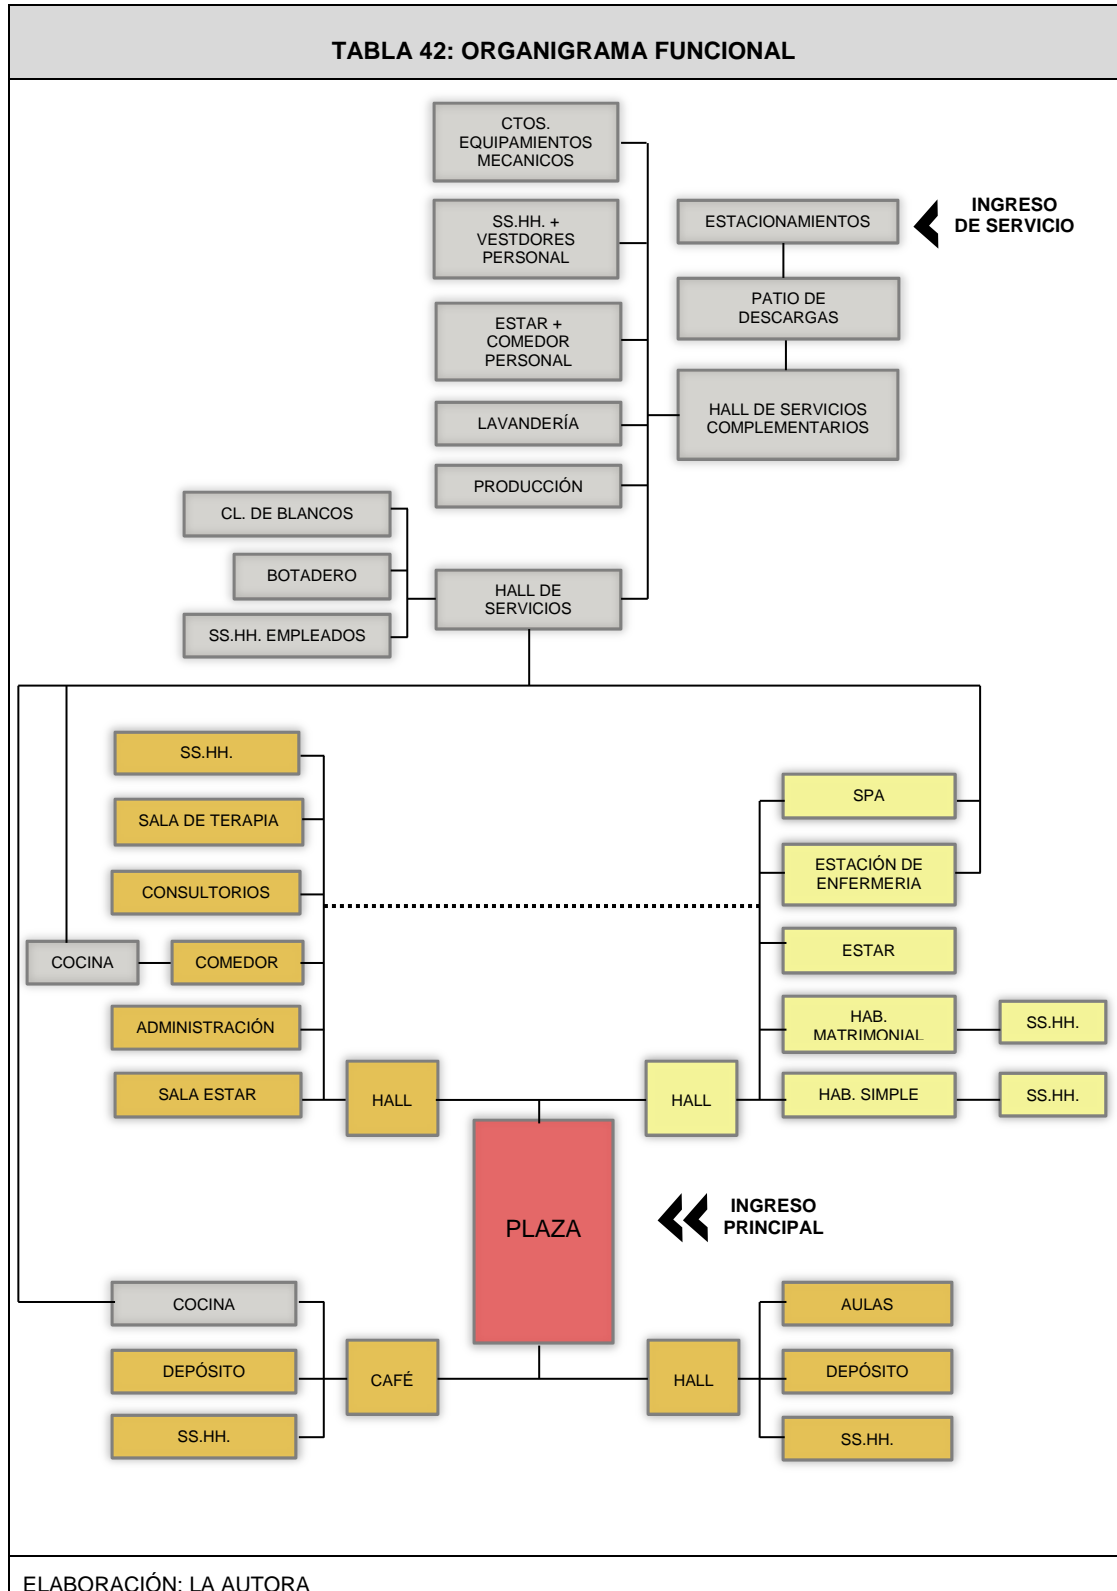 TABLA 42: ORGANIGRAMA FUNCIONAL
CTOS.
EQUIPAMIENTOS
MECANICOS
SS.HH. +
VESTDORES
PERSONAL
ESTACIONAMIENTOS
INGRESO
DE SERVICIO
PATIO DE
DESCARGAS
ESTAR +
COMEDOR
PERSONAL
HALL DE SERVICIOS
COMPLEMENTARIOS
LAVANDERÍA
PRODUCCIÓN
CL. DE BLANCOS
BOTADERO
SS.HH. EMPLEADOS
HALL DE
SERVICIOS
SS.HH.
SALA DE TERAPIA
CONSULTORIOS
COCINA
COMEDOR
ADMINISTRACIÓN
SALA ESTAR
HALL
SPA
ESTACIÓN DE
ENFERMERIA
ESTAR
HAB.
MATRIMONIAL
SS.HH.
HALL
HAB. SIMPLE
SS.HH.
PLAZA
INGRESO
PRINCIPAL
COCINA
DEPÓSITO
SS.HH.
CAFÉ
HALL
AULAS
DEPÓSITO
SS.HH.
ELABORACIÓN: LA AUTORA